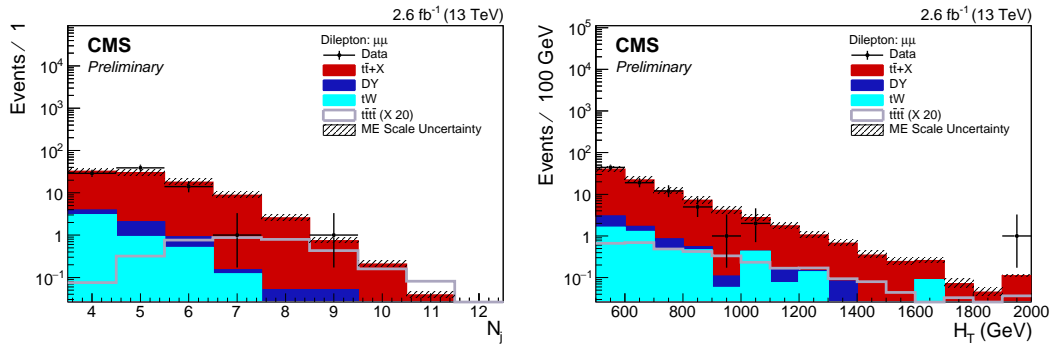 2.6 fb⁻¹ (13 TeV)
CMS
Preliminary
Dilepton: μμ
Data
tt̄+X
DY
tW
tt̄tt̄ (X 20)
ME Scale Uncertainty
Events / 1
10⁴
10³
10²
10
1
10⁻¹
4 5 6 7 8 9 10 11 12
N_j
2.6 fb⁻¹ (13 TeV)
CMS
Preliminary
Dilepton: μμ
Data
tt̄+X
DY
tW
tt̄tt̄ (X 20)
ME Scale Uncertainty
Events / 100 GeV
10⁵
10⁴
10³
10²
10
1
10⁻¹
600 800 1000 1200 1400 1600 1800 2000
H_T (GeV)